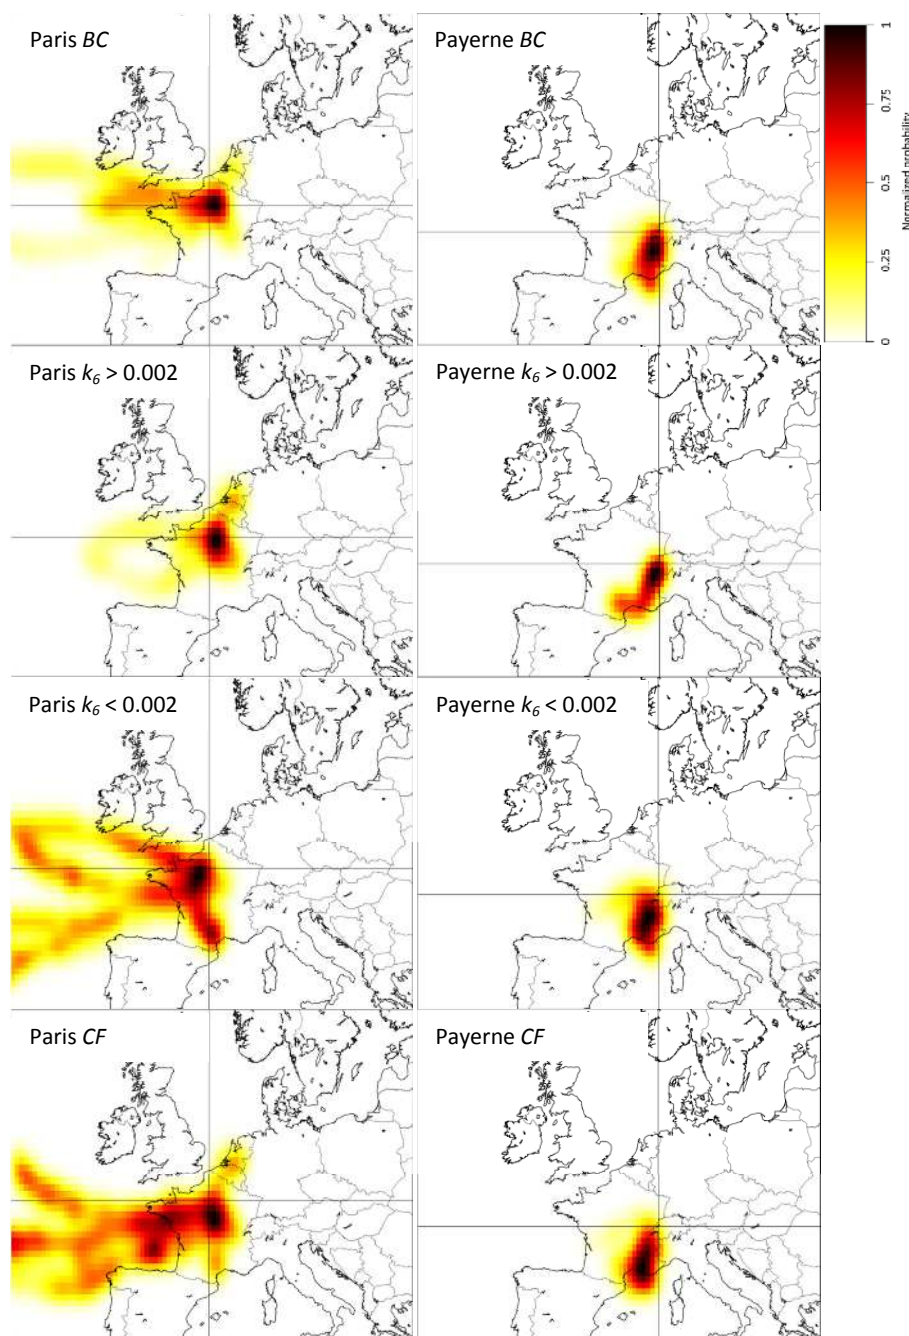 Paris BC
Payerne BC
1
0.75
0.5
0.25
0
Normalized probability
Paris k₆ > 0.002
Payerne k₆ > 0.002
Paris k₆ < 0.002
Payerne k₆ < 0.002
Paris CF
Payerne CF